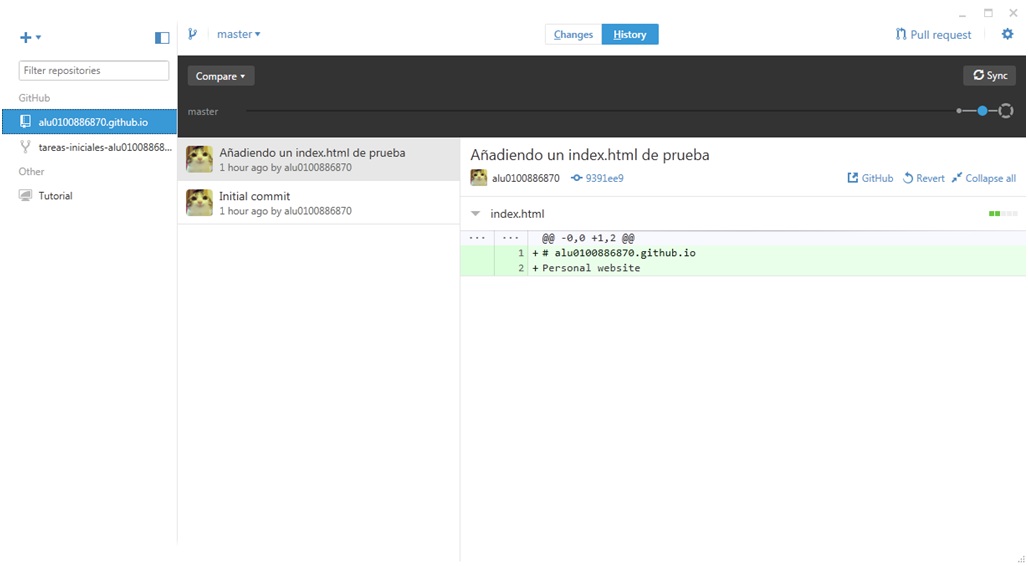 master
Changes
History
Pull request
Filter repositories
GitHub
alu0100886870.github.io
tareas-iniciales-alu01008868...
Other
Tutorial
Compare
Sync
master
Añadiendo un index.html de prueba
1 hour ago by alu0100886870
Initial commit
1 hour ago by alu0100886870
Añadiendo un index.html de prueba
alu0100886870 9391ee9
GitHub Revert Collapse all
index.html
... ... @@ -0,0 +1,2 @@
1 + # alu0100886870.github.io
2 + Personal website